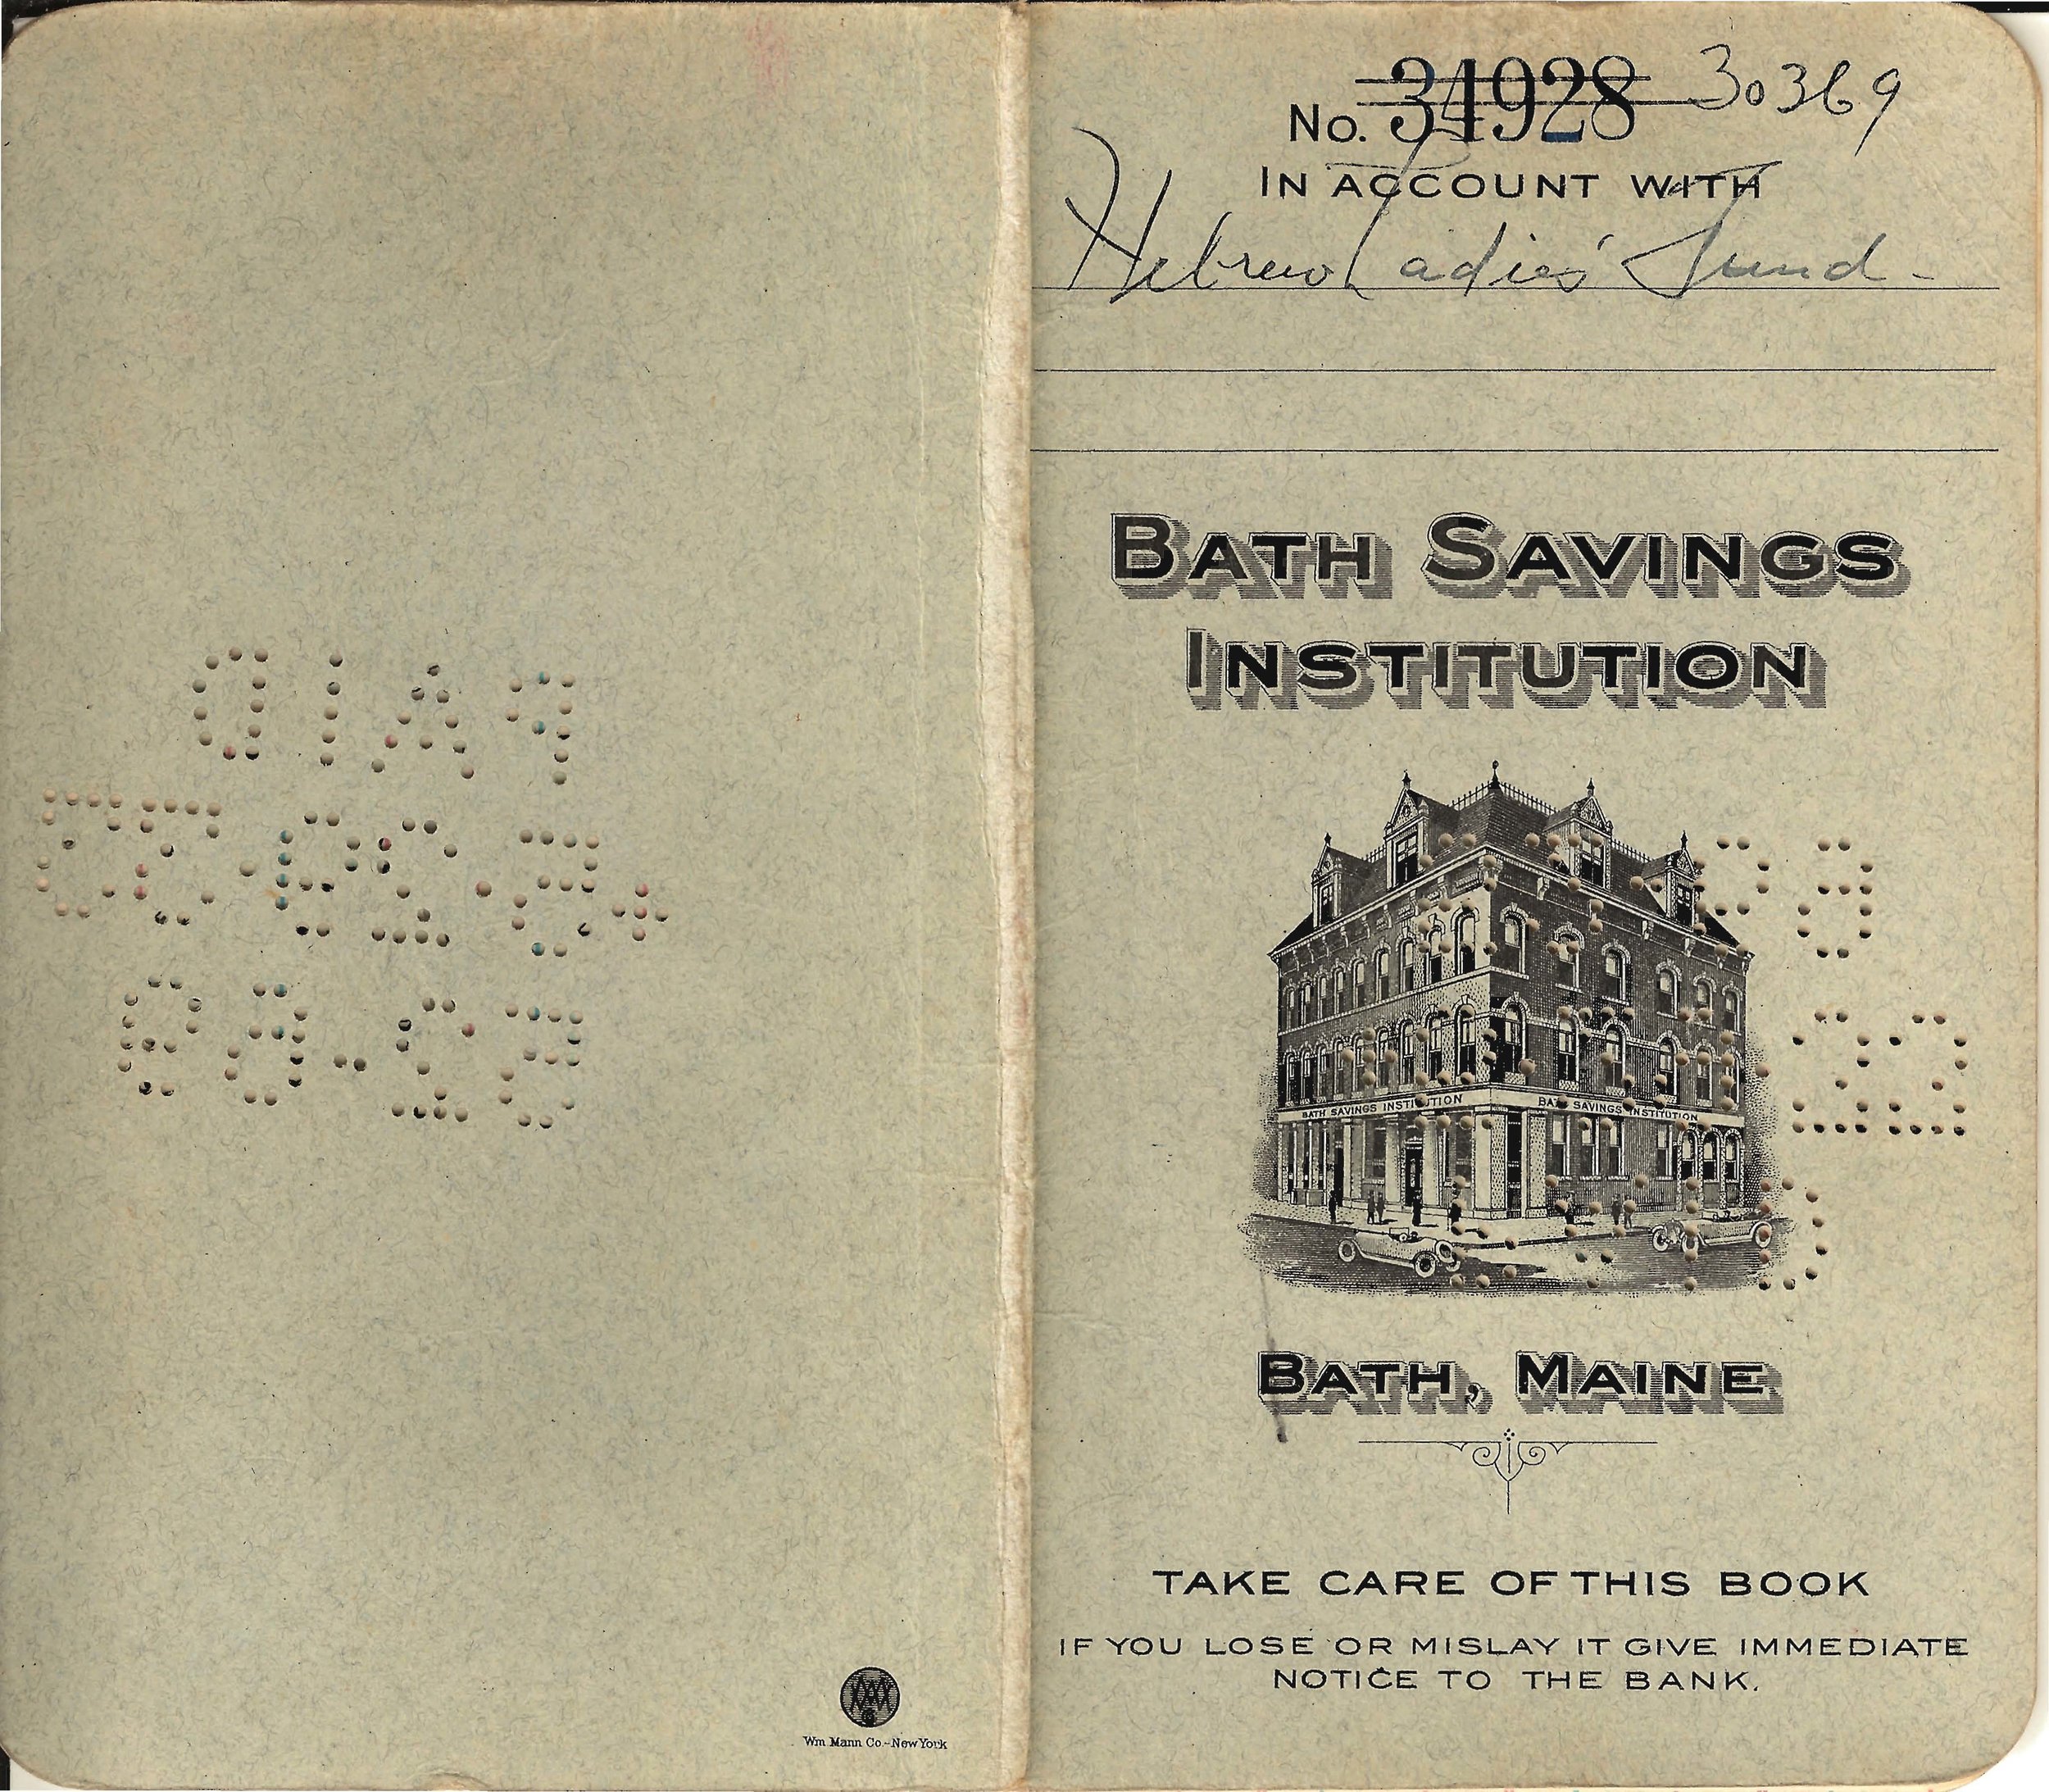 No. 34928 30369
IN ACCOUNT WITH
Hebrew Ladies' Fund -
BATH SAVINGS
INSTITUTION
BATH SAVINGS INSTITUTION BATH SAVINGS INSTITUTION
BATH, MAINE
TAKE CARE OF THIS BOOK
IF YOU LOSE OR MISLAY IT GIVE IMMEDIATE
NOTICE TO THE BANK.
PAID
Wm Mann Co.-New York